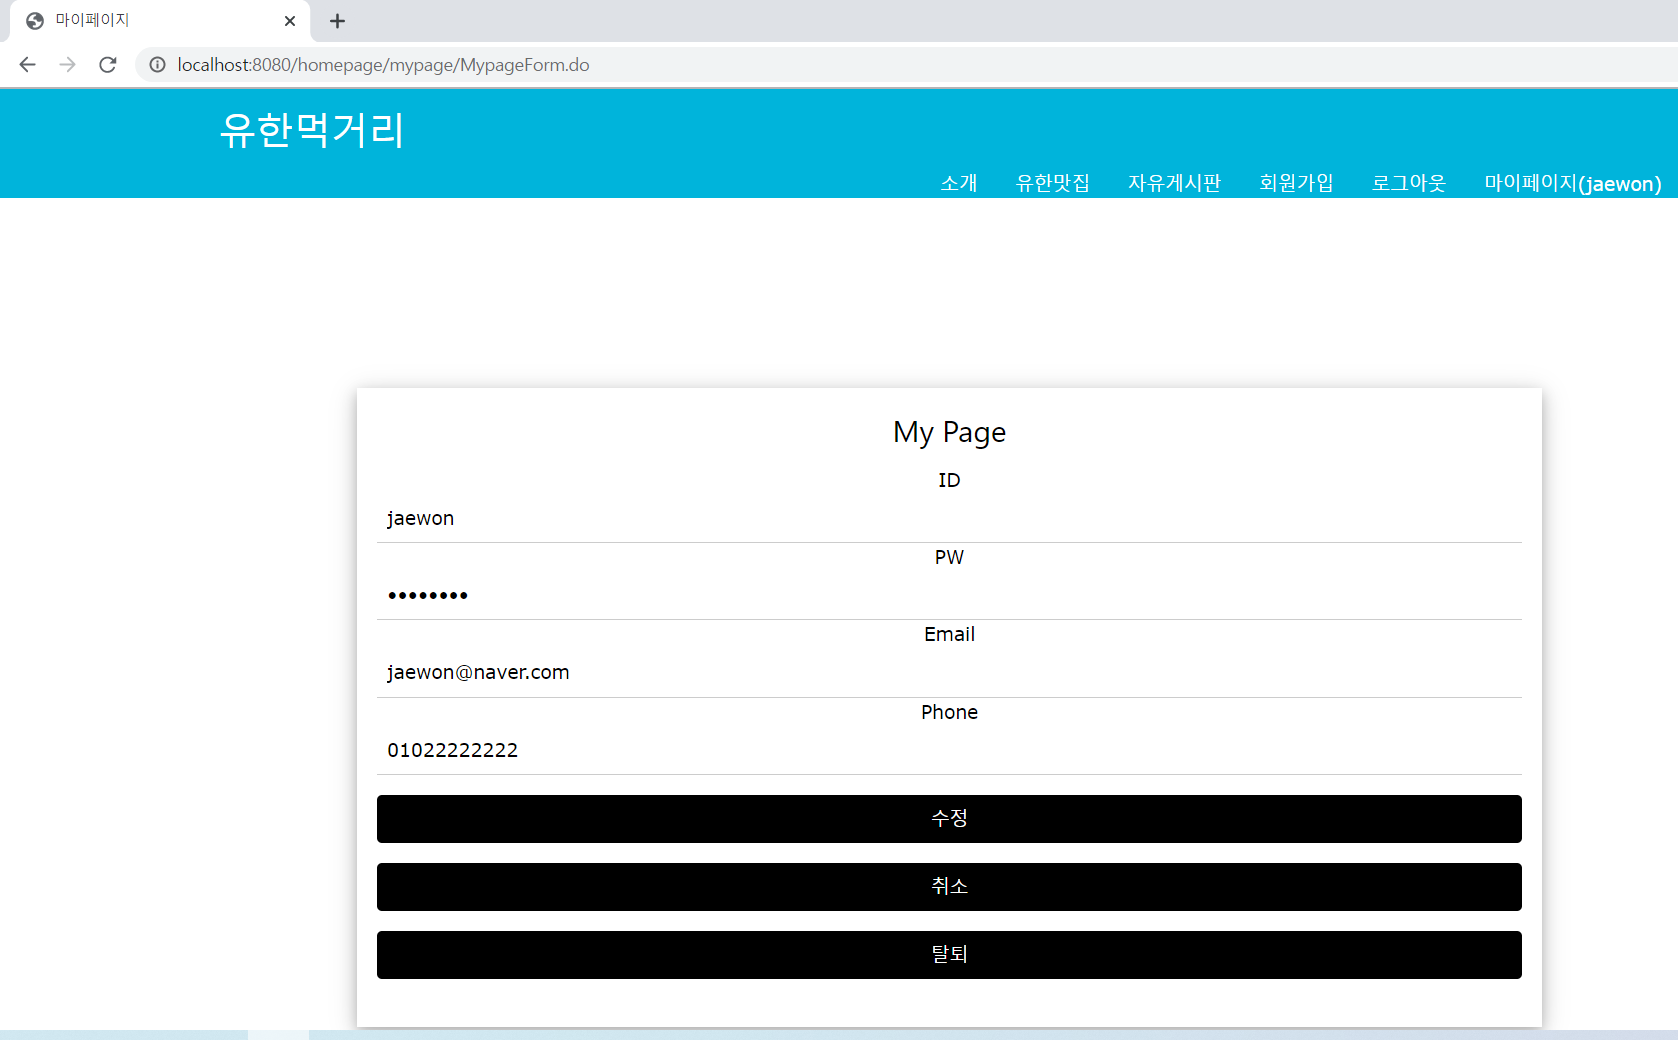 마이페이지
localhost:8080/homepage/mypage/MypageForm.do
유한먹거리
소개 유한맛집 자유게시판 회원가입 로그아웃 마이페이지(jaewon)
My Page
ID
jaewon
PW
••••••••
Email
jaewon@naver.com
Phone
01022222222
수정
취소
탈퇴